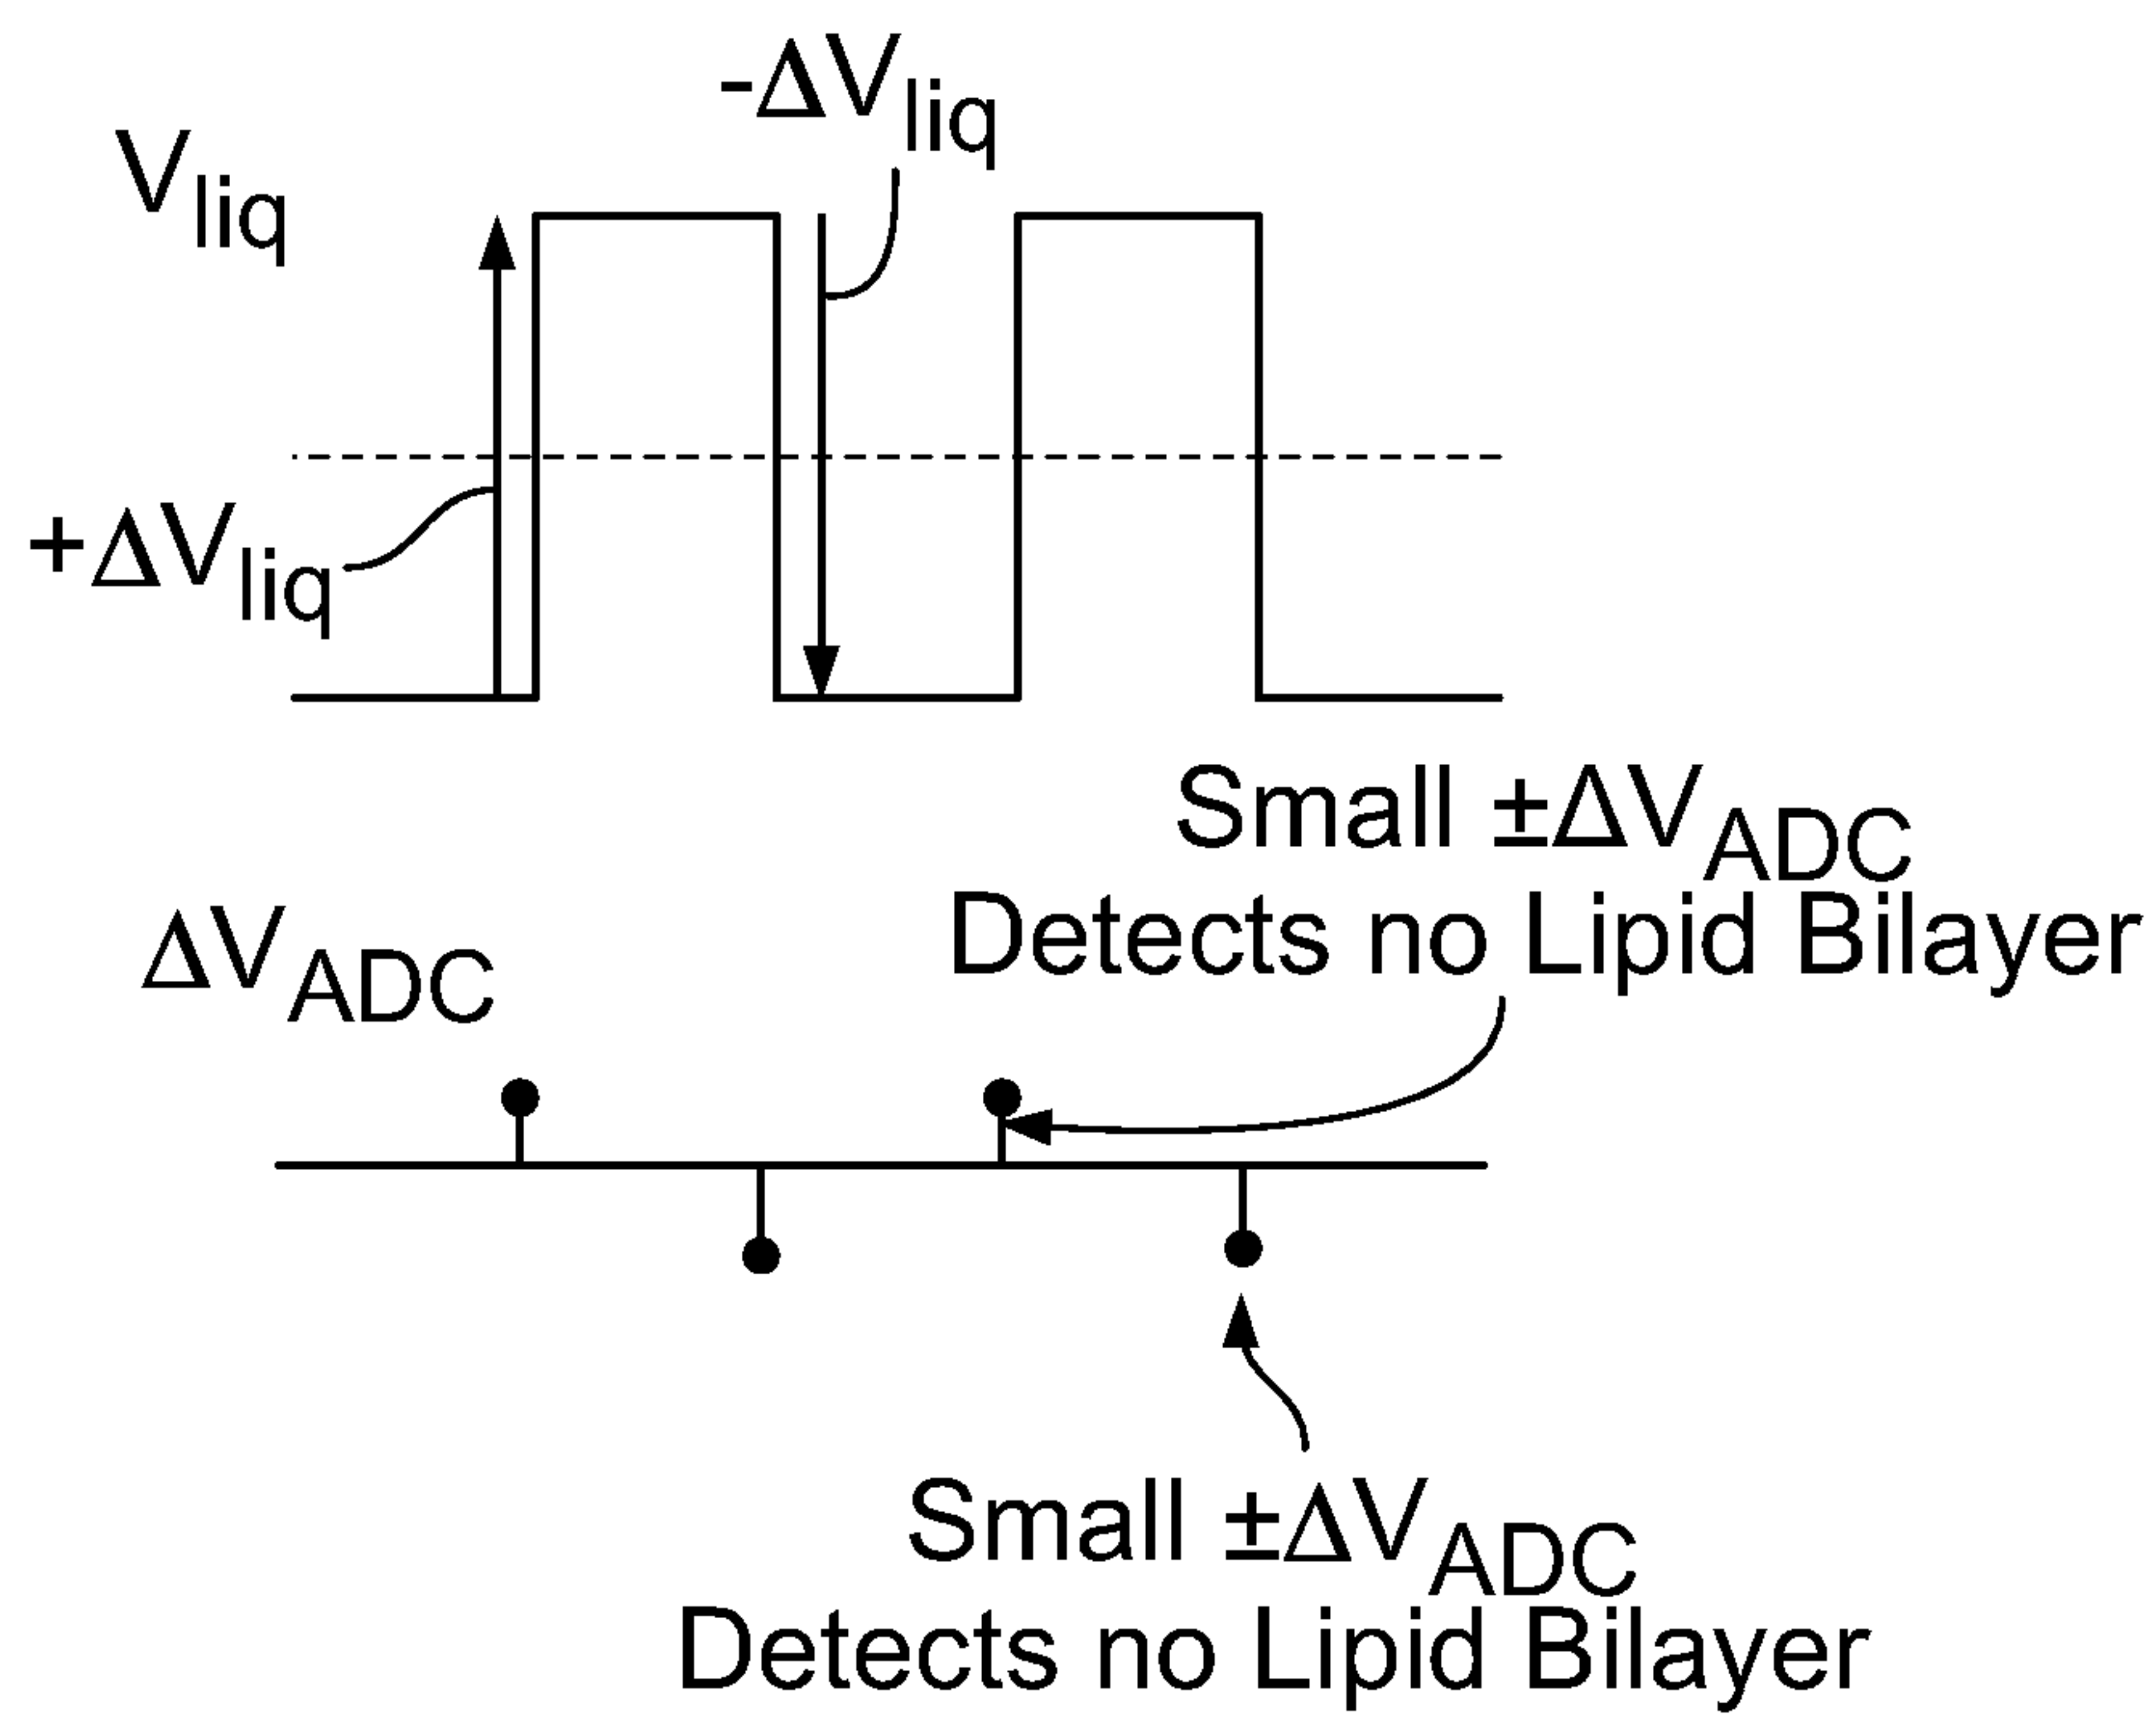 -ΔVliq
Vliq
+ΔVliq
Small ±ΔVADC
Detects no Lipid Bilayer
ΔVADC
Small ±ΔVADC
Detects no Lipid Bilayer